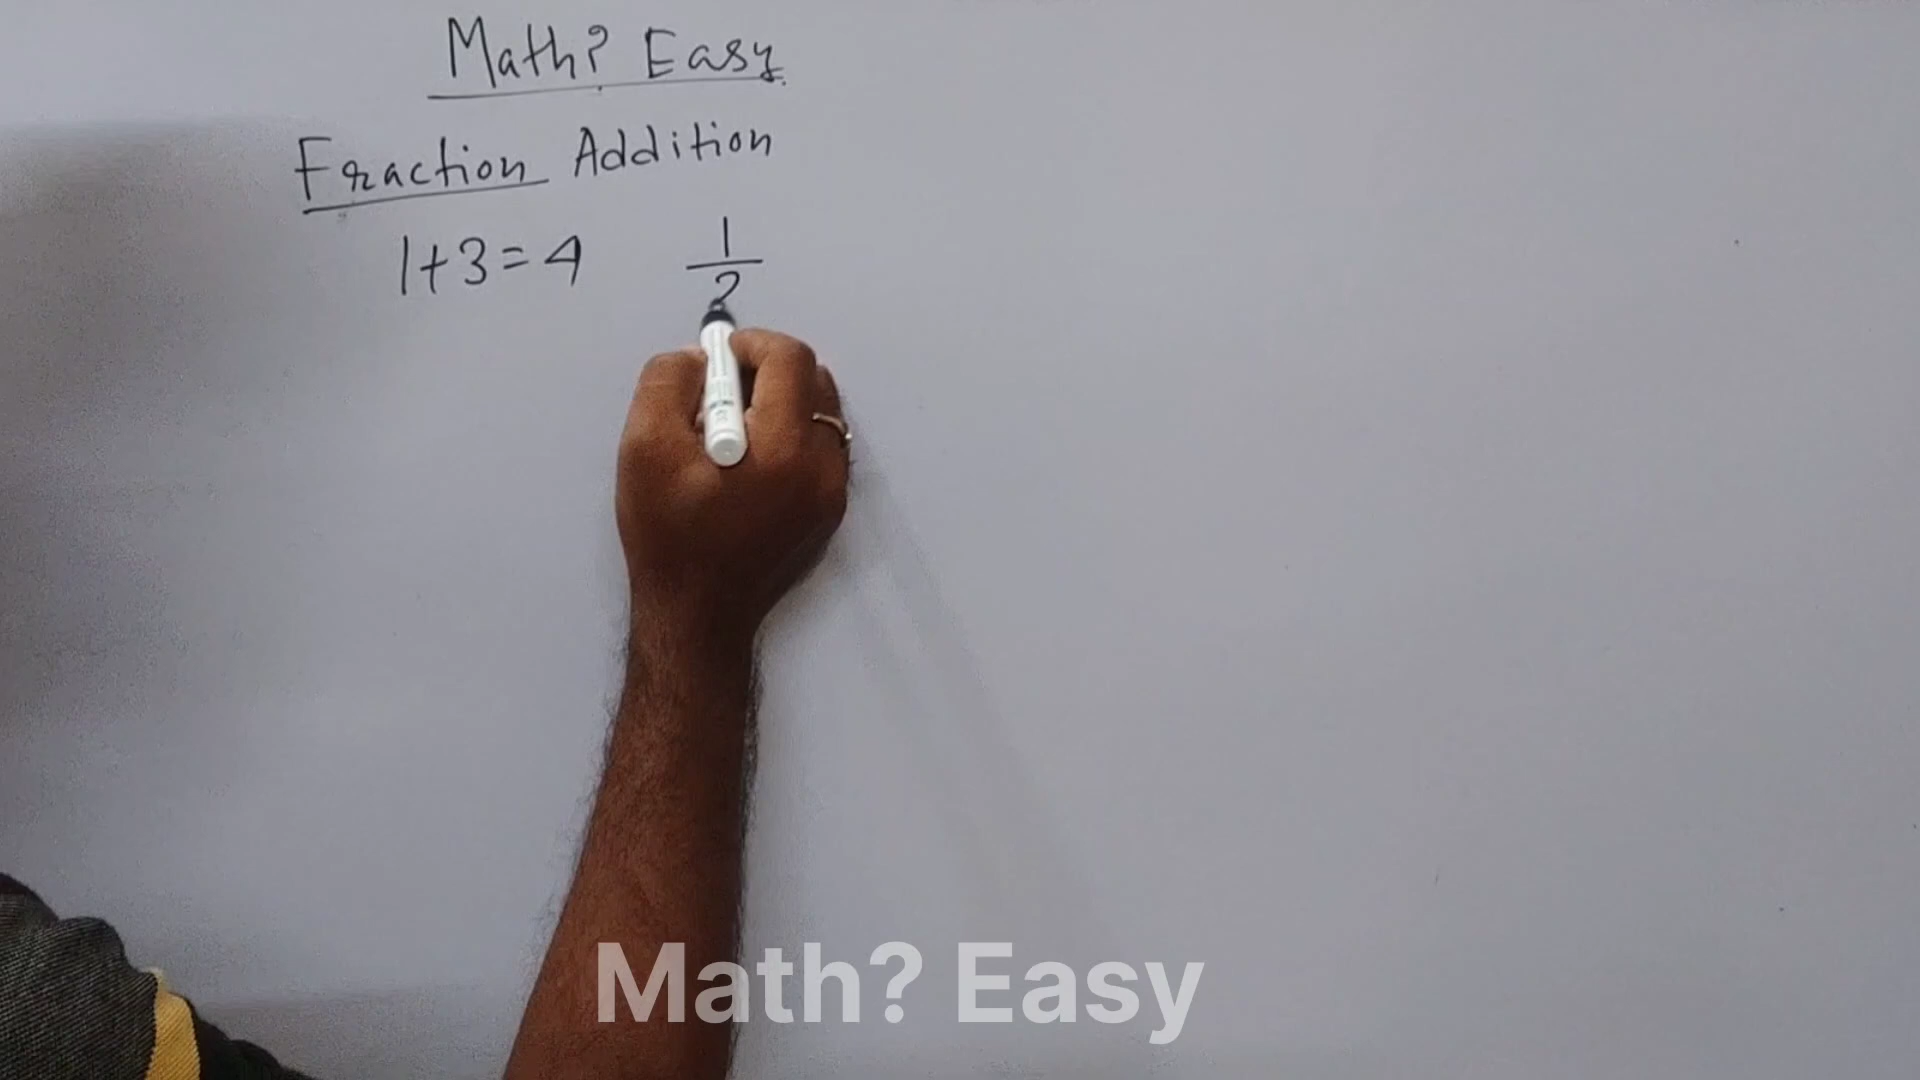 Math? Easy.
Fraction Addition
1+3=4 1/2
Math? Easy